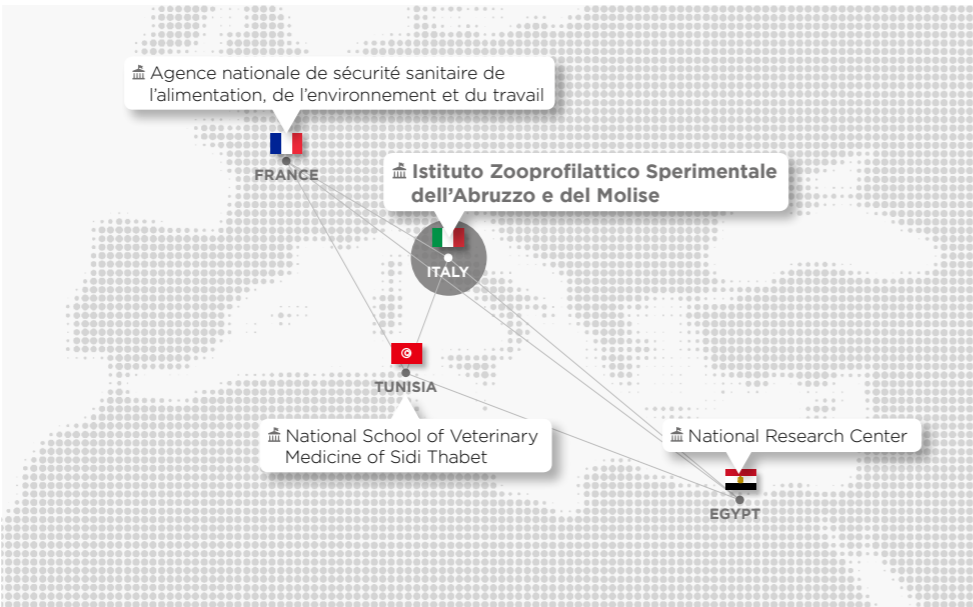 Agence nationale de sécurité sanitaire de
l’alimentation, de l’environnement et du travail
FRANCE
Istituto Zooprofilattico Sperimentale
dell’Abruzzo e del Molise
ITALY
TUNISIA
National School of Veterinary
Medicine of Sidi Thabet
National Research Center
EGYPT